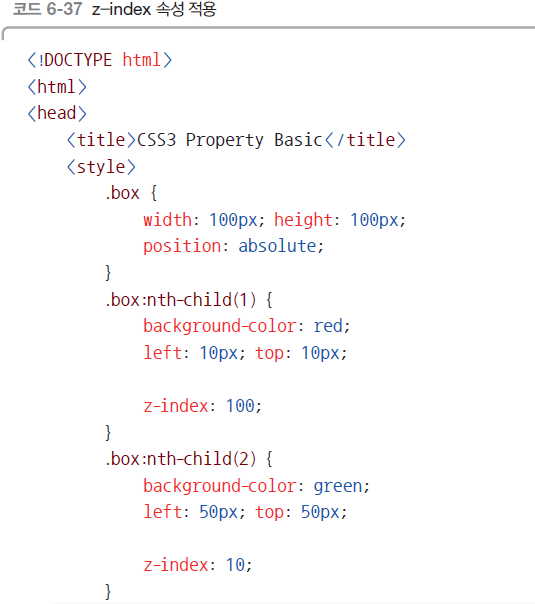 코드 6-37 z-index 속성 적용
<!DOCTYPE html>
<html>
<head>
<title>CSS3 Property Basic</title>
<style>
.box {
width: 100px; height: 100px;
position: absolute;
}
.box:nth-child(1) {
background-color: red;
left: 10px; top: 10px;
z-index: 100;
}
.box:nth-child(2) {
background-color: green;
left: 50px; top: 50px;
z-index: 10;
}